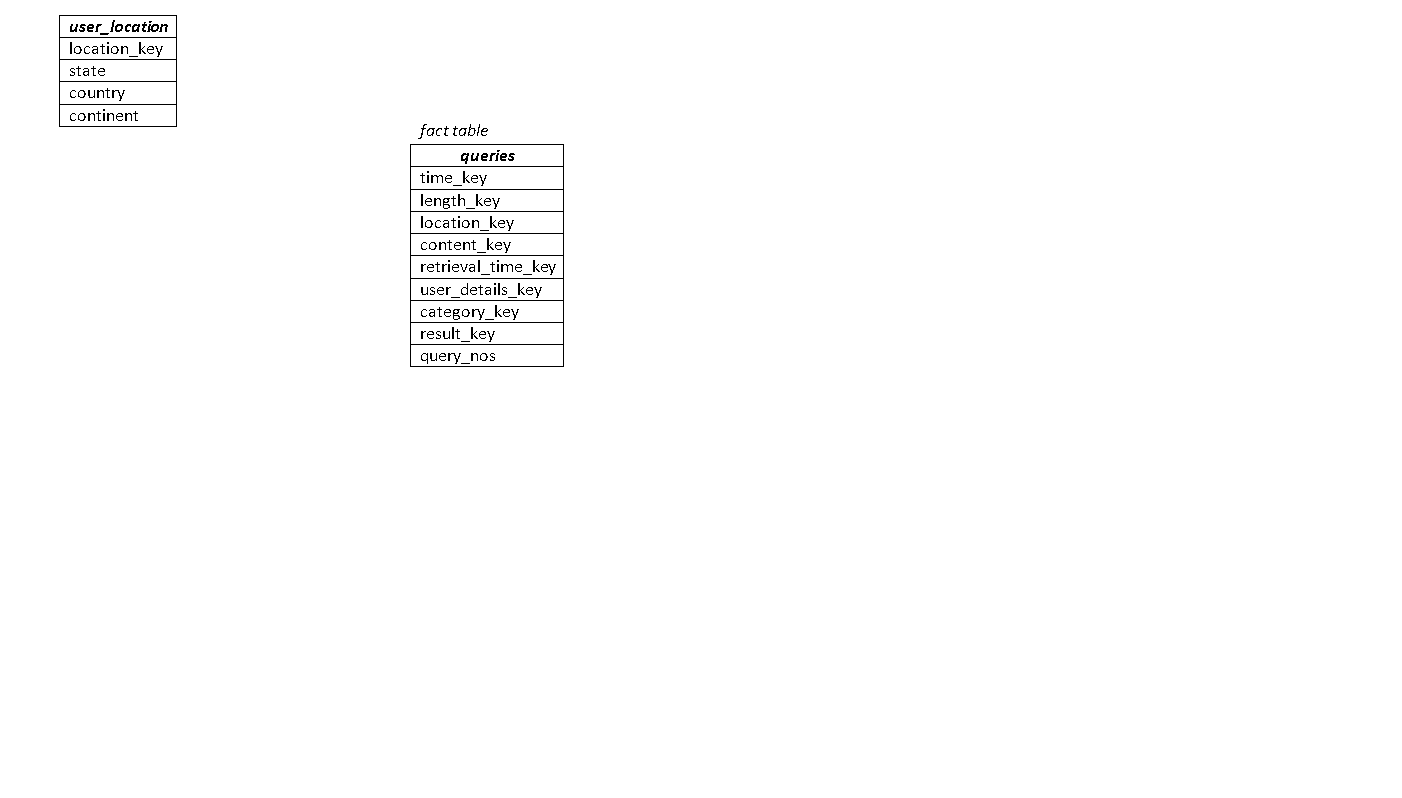 user_location
location_key
state
country
continent
fact table
queries
time_key
length_key
location_key
content_key
retrieval_time_key
user_details_key
category_key
result_key
query_nos